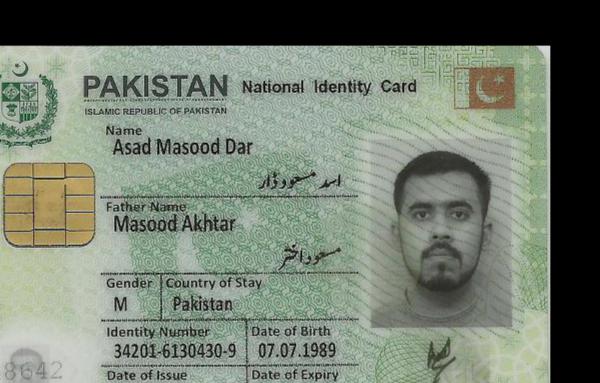 PAKISTAN National Identity Card
ISLAMIC REPUBLIC OF PAKISTAN
Name
Asad Masood Dar
اسد مسعود ڈار
Father Name
Masood Akhtar
مسعود اختر
Gender Country of Stay
M Pakistan
Identity Number Date of Birth
34201-6130430-9 07.07.1989
8642
Date of Issue Date of Expiry